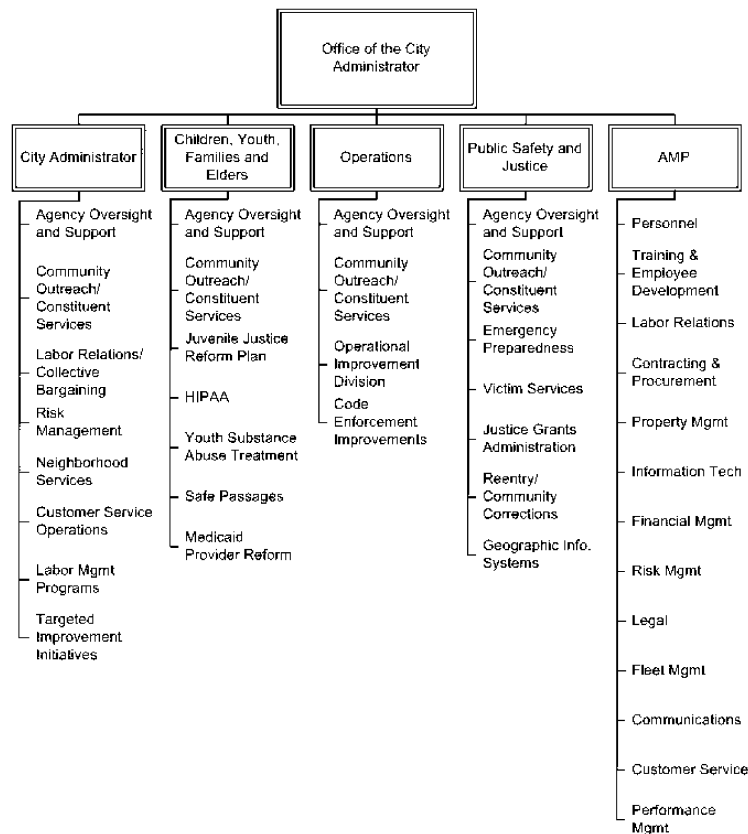 Office of the City
Administrator
City Administrator
Children, Youth,
Families and
Elders
Operations
Public Safety and
Justice
AMP
Agency Oversight
and Support
Community
Outreach/
Constituent
Services
Labor Relations/
Collective
Bargaining
Risk
Management
Neighborhood
Services
Customer Service
Operations
Labor Mgmt
Programs
Targeted
Improvement
Initiatives
Agency Oversight
and Support
Community
Outreach/
Constituent
Services
Juvenile Justice
Reform Plan
HIPAA
Youth Substance
Abuse Treatment
Safe Passages
Medicaid
Provider Reform
Agency Oversight
and Support
Community
Outreach/
Constituent
Services
Operational
Improvement
Division
Code
Enforcement
Improvements
Agency Oversight
and Support
Community
Outreach/
Constituent
Services
Emergency
Preparedness
Victim Services
Justice Grants
Administration
Reentry/
Community
Corrections
Geographic Info.
Systems
Personnel
Training &
Employee
Development
Labor Relations
Contracting &
Procurement
Property Mgmt
Information Tech
Financial Mgmt
Risk Mgmt
Legal
Fleet Mgmt
Communications
Customer Service
Performance
Mgmt